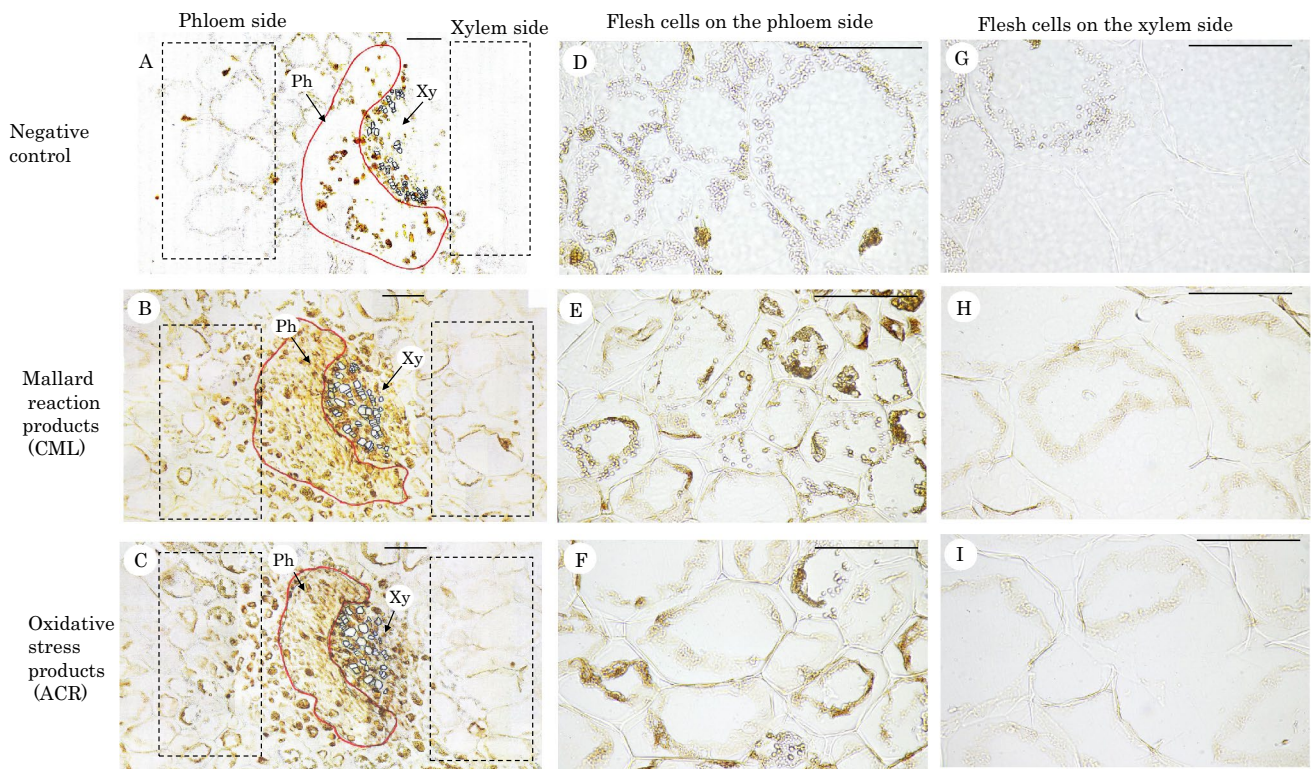 Phloem side
Xylem side
Flesh cells on the phloem side
Flesh cells on the xylem side
Negative
control
A
Ph
Xy
D
G
Mallard
reaction
products
(CML)
B
Ph
Xy
E
H
Oxidative
stress
products
(ACR)
C
Ph
Xy
F
I